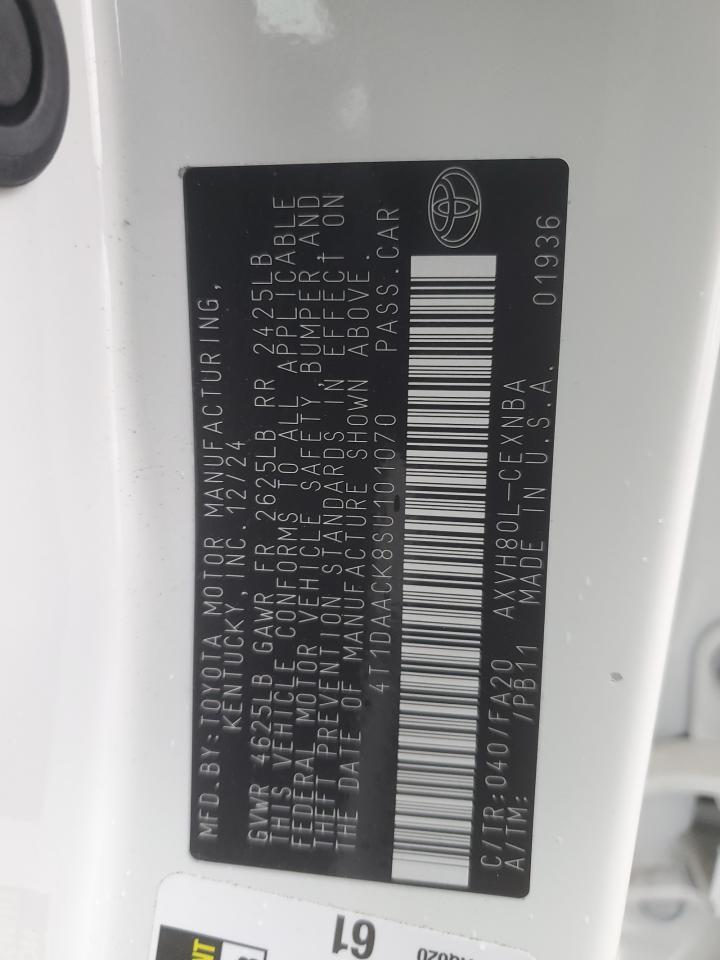 MFD.BY:TOYOTA MOTOR MANUFACTURING,
KENTUCKY,INC. 12/24
GVWR 4625LB GAWR FR 2625LB RR 2425LB
THIS VEHICLE CONFORMS TO ALL APPLICABLE
FEDERAL MOTOR VEHICLE SAFETY, BUMPER, AND
THEFT PREVENTION STANDARDS IN EFFECT ON
THE DATE OF MANUFACTURE SHOWN ABOVE.
4T1DAACK8SU101070 PASS.CAR
C/TR:040/FA20 AXVH80L-CEXNBA 01936
A/TM: /PB11 MADE IN U.S.A.
61